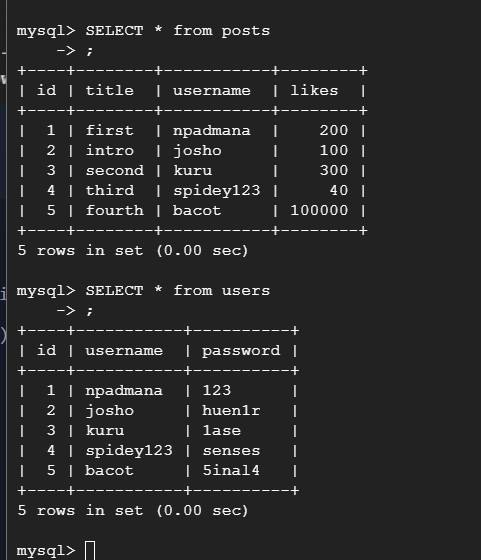 mysql> SELECT * from posts
    -> ;
+----+--------+-----------+--------+
| id | title  | username  | likes  |
+----+--------+-----------+--------+
|  1 | first  | npadmana  |    200 |
|  2 | intro  | josho     |    100 |
|  3 | second | kuru      |    300 |
|  4 | third  | spidey123 |     40 |
|  5 | fourth | bacot     | 100000 |
+----+--------+-----------+--------+
5 rows in set (0.00 sec)

mysql> SELECT * from users
    -> ;
+----+-----------+----------+
| id | username  | password |
+----+-----------+----------+
|  1 | npadmana  | 123      |
|  2 | josho     | huen1r   |
|  3 | kuru      | 1ase     |
|  4 | spidey123 | senses   |
|  5 | bacot     | 5inal4   |
+----+-----------+----------+
5 rows in set (0.00 sec)

mysql>